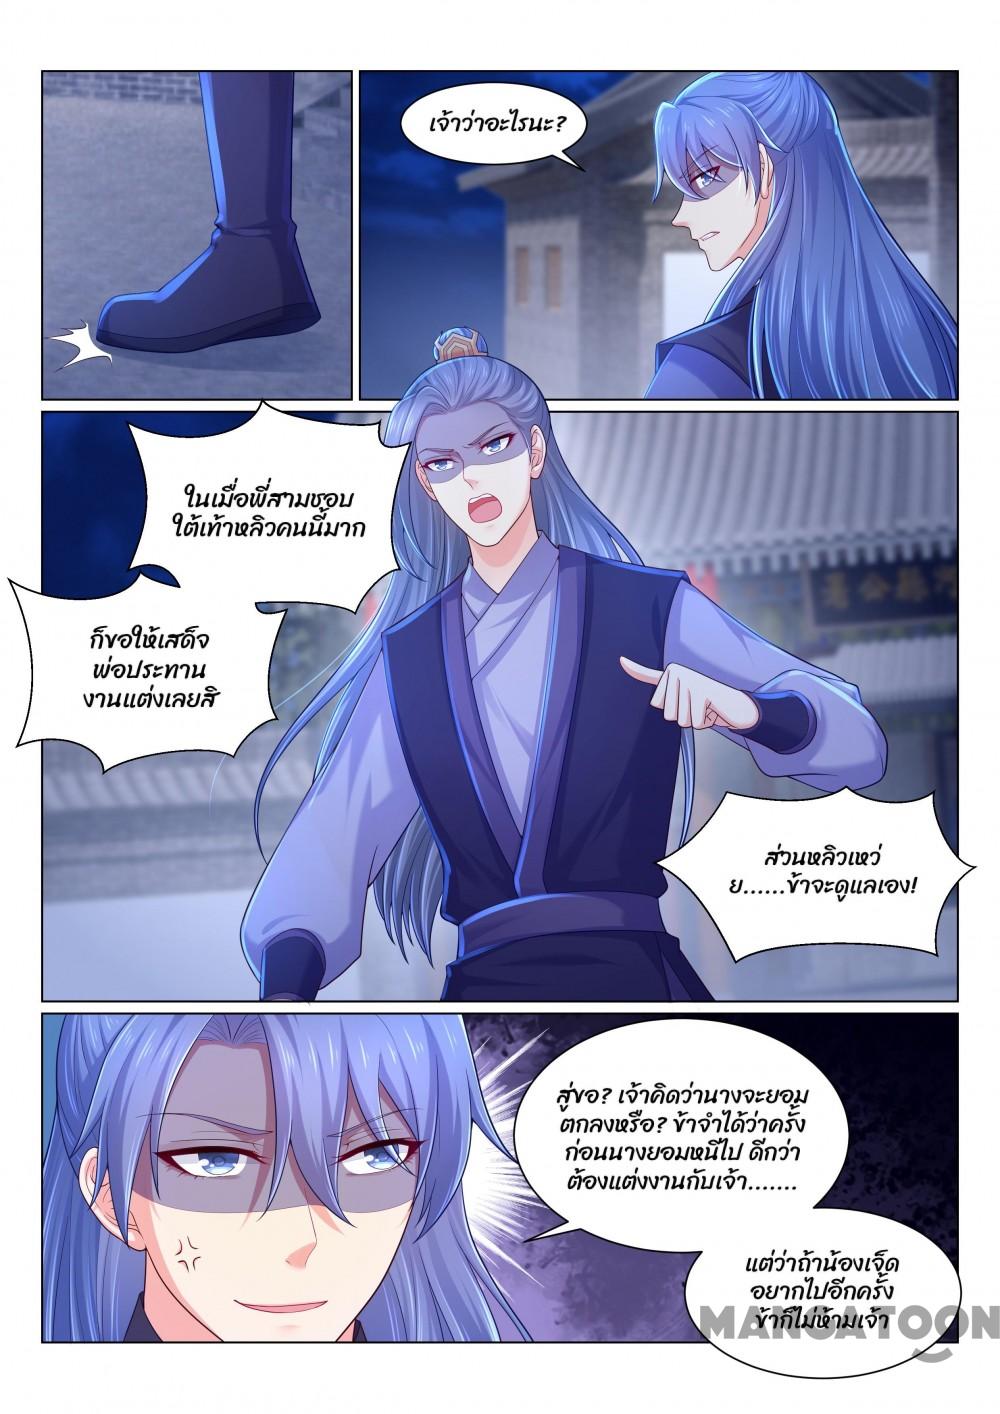 เจ้าว่าอะไรนะ?
ในเมื่อพี่สามชอบ
ใต้เท้าหลิวคนนี้มาก
ก็ขอให้เสด็จ
พ่อประทาน
งานแต่งเลยสิ
ส่วนหลิวเหว่
ย......ข้าจะดูแลเอง!
สู่ขอ? เจ้าคิดว่านางจะยอม
ตกลงหรือ? ข้าจำได้ว่าครั้ง
ก่อนนางยอมหนีไป ดีกว่า
ต้องแต่งงานกับเจ้า.......
แต่ว่าถ้าน้องเจ็ด
อยากไปอีกครั้ง
ข้าก็ไม่ห้ามเจ้า
MANGATOON